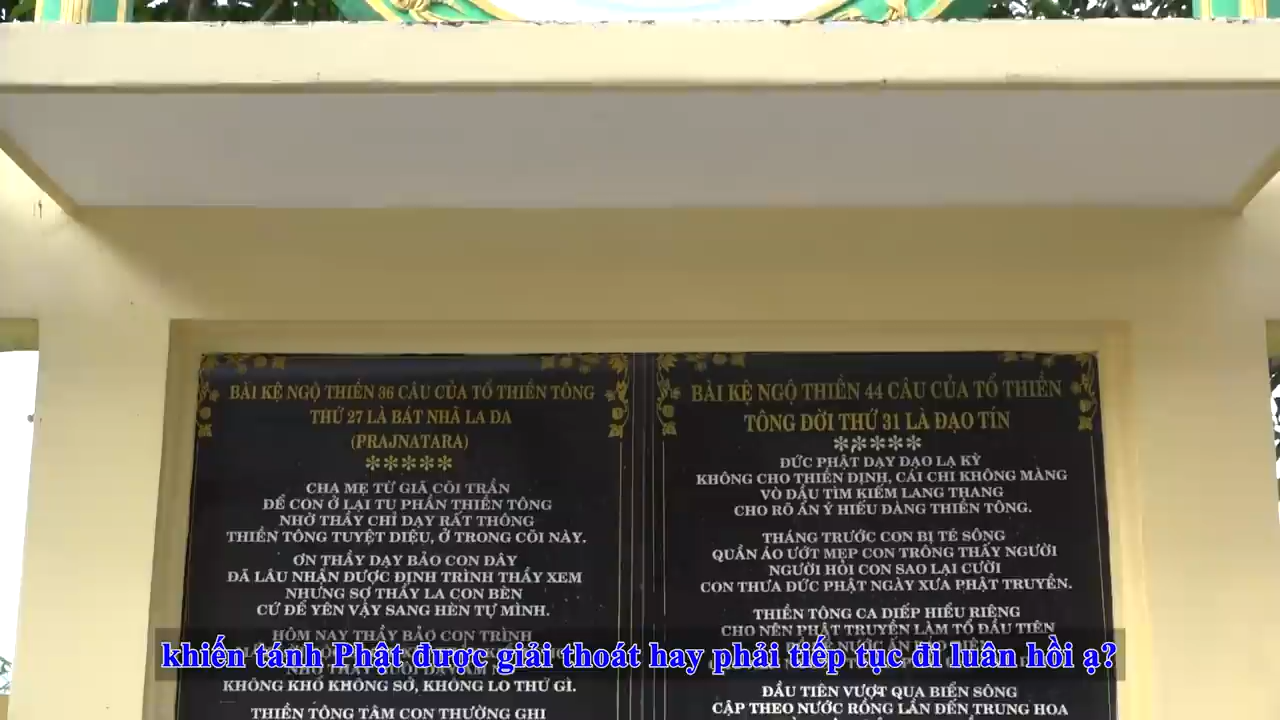 BÀI KỆ NGỘ THIỀN 36 CÂU CỦA TỔ THIỀN TÔNG
THỨ 27 LÀ BÁT NHÃ LA DA
(PRAJNATARA)
CHA MẸ TỪ GIÃ CÕI TRẦN
ĐỂ CON Ở LẠI TU PHẦN THIỀN TÔNG
NHỜ THẦY CHỈ DẠY RẤT THÔNG
THIỀN TÔNG TUYỆT DIỆU, Ở TRONG CÕI NÀY.
ƠN THẦY DẠY BẢO CON ĐÂY
ĐÃ LÂU NHẬN ĐƯỢC ĐỊNH TRÌNH THẦY XEM
NHƯNG SỢ THẦY LA CON BÈN
CỨ ĐỂ YÊN VẬY SANG HÈN TỰ MÌNH.
HÔM NAY THẦY BẢO CON TRÌNH
KHÔNG KHỔ KHÔNG SỞ, KHÔNG LO THỨ GÌ.
THIỀN TÔNG TÂM CON THƯỜNG GHI
BÀI KỆ NGỘ THIỀN 44 CÂU CỦA TỔ THIỀN
TÔNG ĐỜI THỨ 31 LÀ ĐẠO TÍN
ĐỨC PHẬT DẠY DẠO LẠ KỲ
KHÔNG CHO THIỀN ĐỊNH, CÁI CHI KHÔNG MÀNG
VÒ ĐẦU TÌM KIẾM LANG THANG
CHO RÕ ẨN Ý HIỂU ĐÀNG THIỀN TÔNG.
THÁNG TRƯỚC CON BỊ TÉ SÔNG
QUẦN ÁO ƯỚT MẸP CON TRÔNG THẤY NGƯỜI
NGƯỜI HỎI CON SAO LẠI CƯỜI
CON THƯA ĐỨC PHẬT NGÀY XƯA PHẬT TRUYỀN.
THIỀN TÔNG CA DIẾP HIỂU RIÊNG
CHO NÊN PHẬT TRUYỀN LÀM TỔ ĐẦU TIÊN
ĐẦU TIÊN VƯỢT QUA BIỂN SÔNG
CẬP THEO NƯỚC RỒNG LẦN ĐẾN TRUNG HOA
khiến tánh Phật được giải thoát hay phải tiếp tục đi luân hồi ạ?